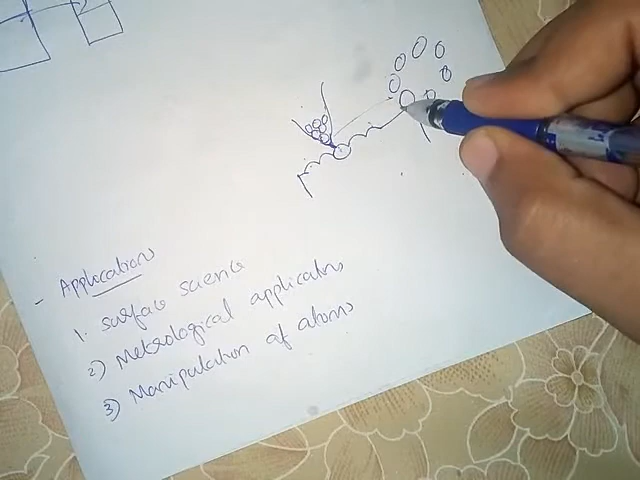 - Applications
1. Surface science
2) Metrological applications
3) Manipulation of atoms